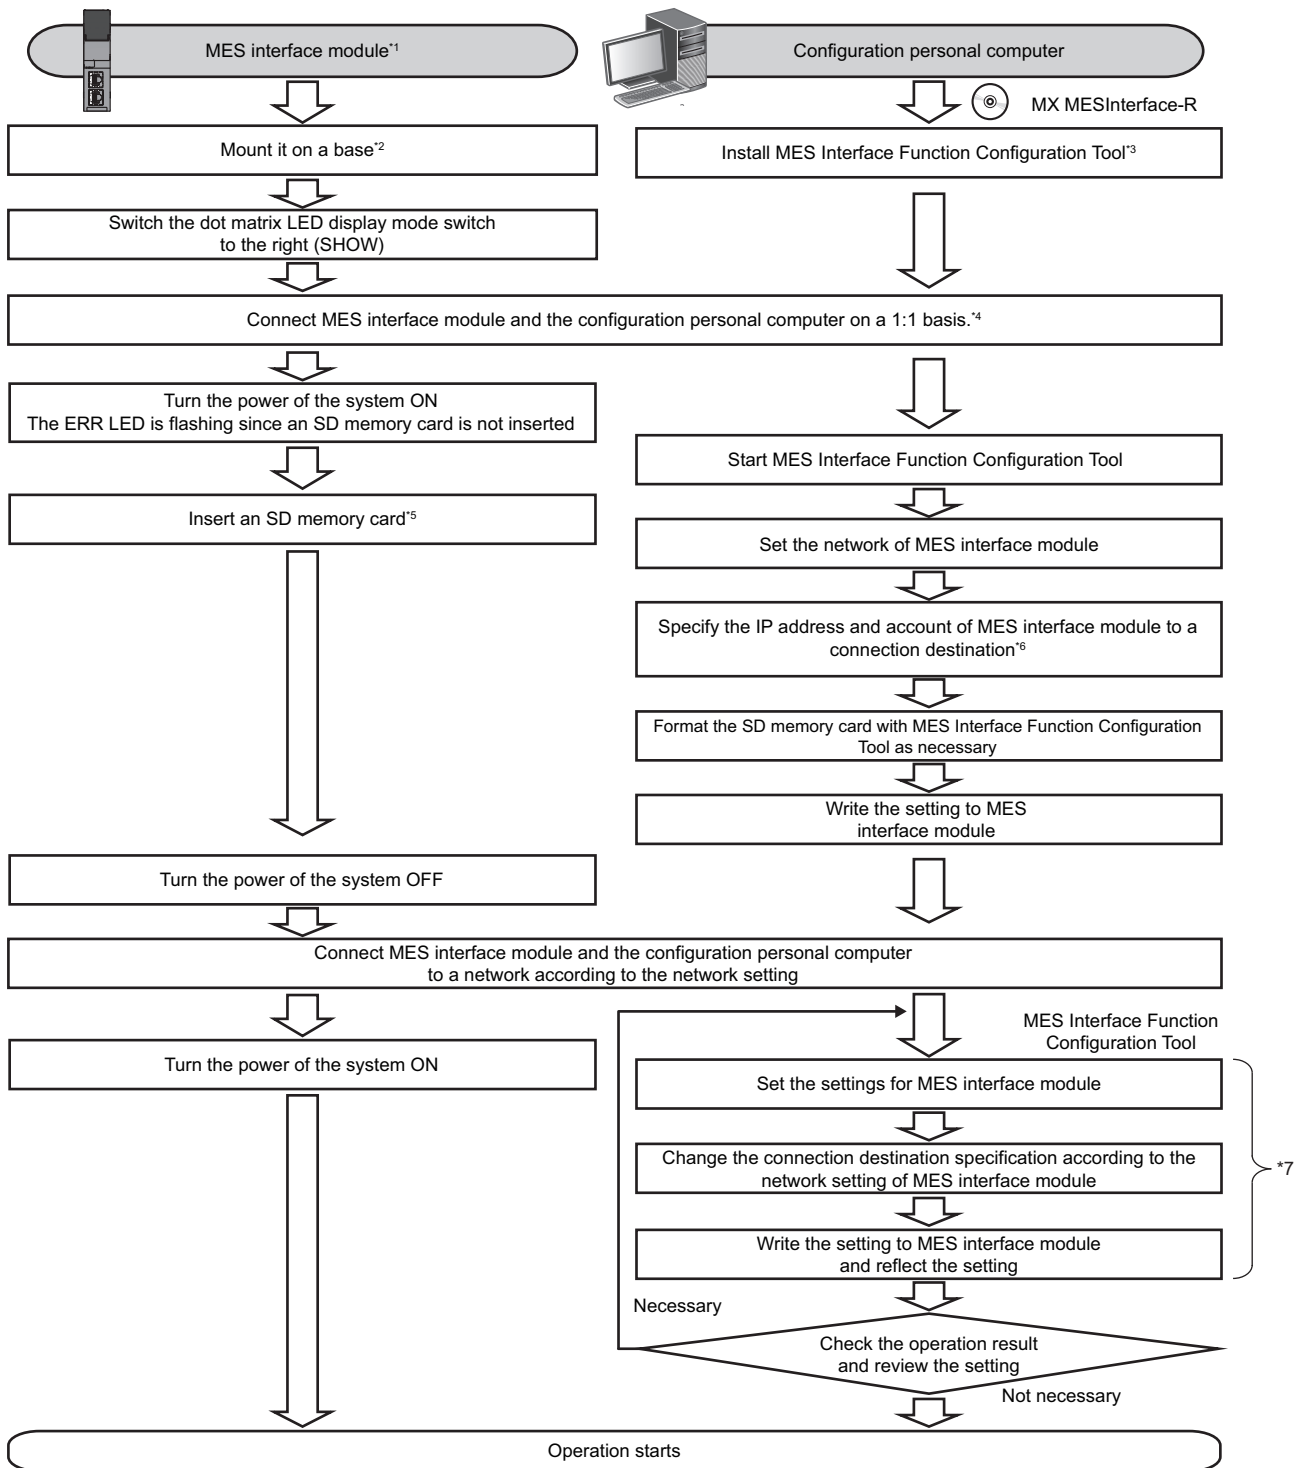 MES interface module*1
Configuration personal computer
MX MESInterface-R
Mount it on a base*2
Install MES Interface Function Configuration Tool*3
Switch the dot matrix LED display mode switch
to the right (SHOW)
Connect MES interface module and the configuration personal computer on a 1:1 basis.*4
Turn the power of the system ON
The ERR LED is flashing since an SD memory card is not inserted
Start MES Interface Function Configuration Tool
Insert an SD memory card*5
Set the network of MES interface module
Specify the IP address and account of MES interface module to a
connection destination*6
Format the SD memory card with MES Interface Function Configuration
Tool as necessary
Write the setting to MES
interface module
Turn the power of the system OFF
Connect MES interface module and the configuration personal computer
to a network according to the network setting
MES Interface Function
Configuration Tool
Turn the power of the system ON
Set the settings for MES interface module
Change the connection destination specification according to the
network setting of MES interface module
*7
Write the setting to MES interface module
and reflect the setting
Necessary
Check the operation result
and review the setting
Not necessary
Operation starts